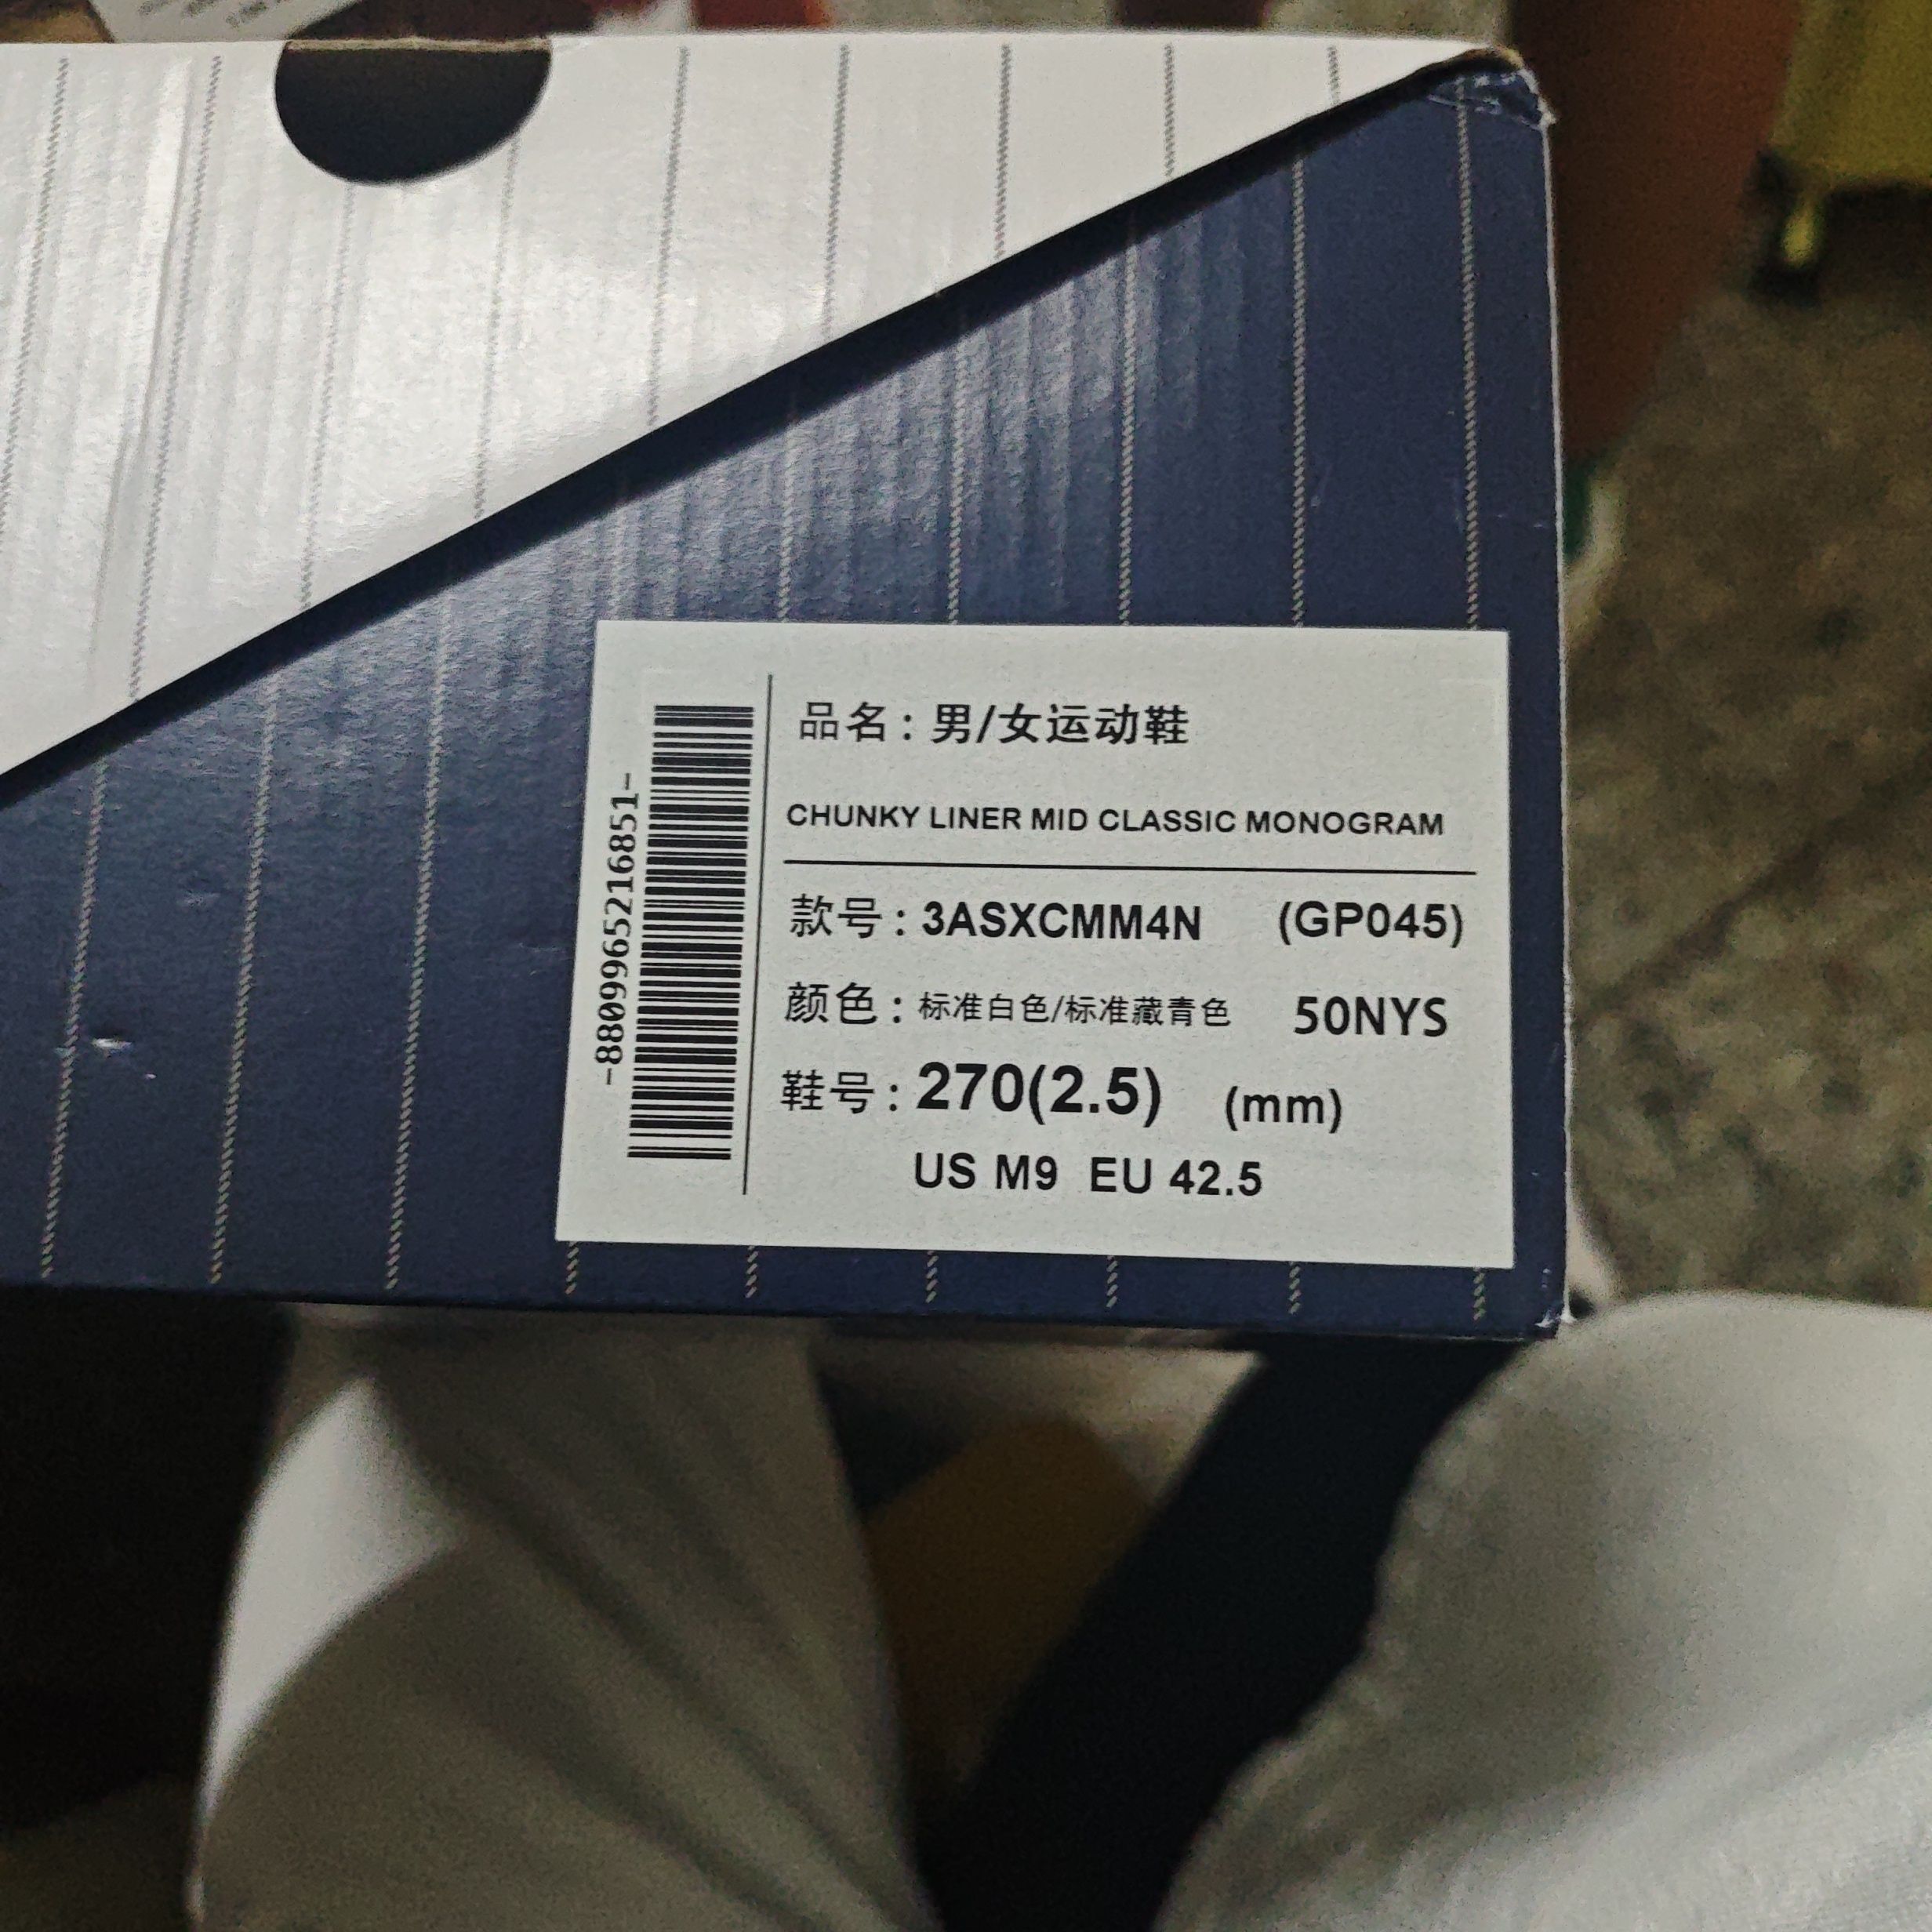 品名：男/女运动鞋
CHUNKY LINER MID CLASSIC MONOGRAM
款号：3ASXCMM4N (GP045)
颜色：标准白色/标准藏青色 50NYS
鞋号：270(2.5) (mm)
US M9 EU 42.5
-8809965216851-